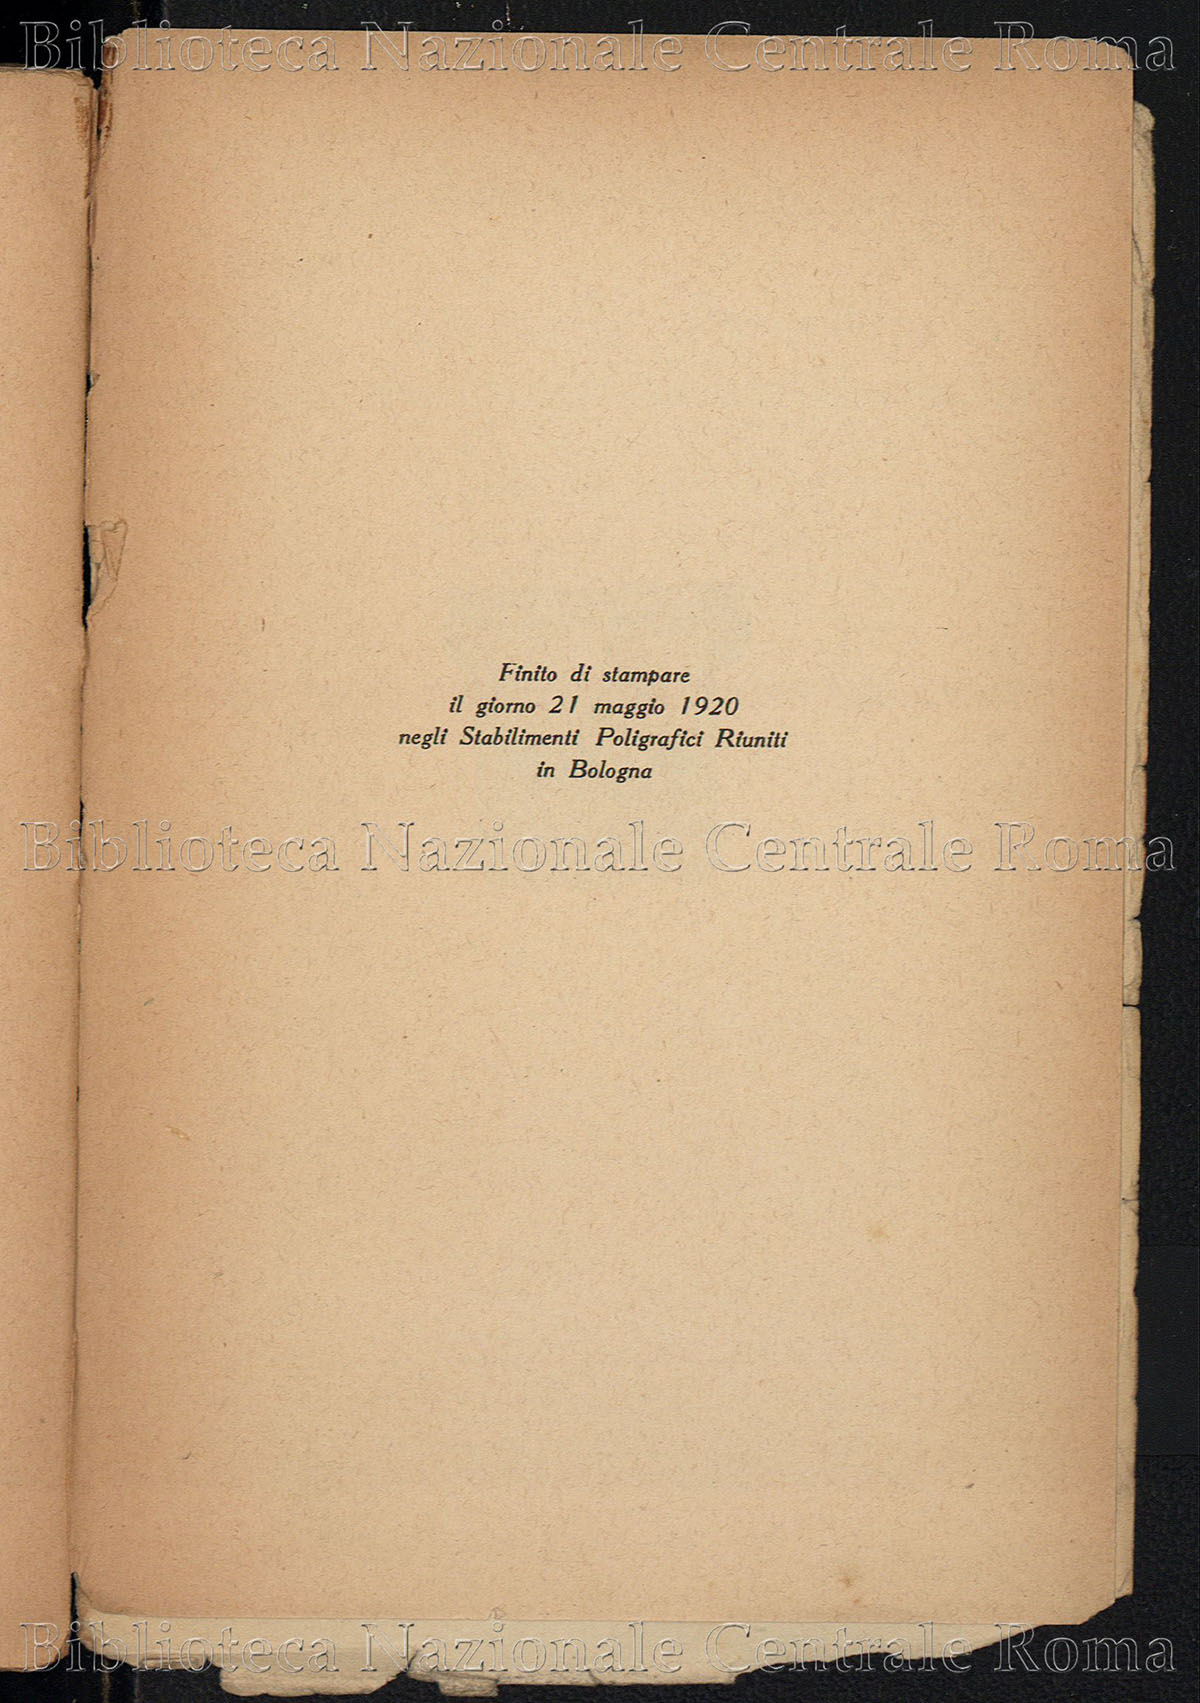 Biblioteca Nazionale Centrale Roma
Finito di stampare
il giorno 21 maggio 1920
negli Stabilimenti Poligrafici Riuniti
in Bologna
Biblioteca Nazionale Centrale Roma
Biblioteca Nazionale Centrale Roma